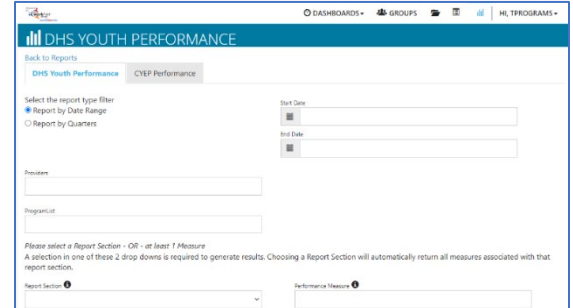 DASHBOARDS GROUPS HI, TPROGRAMS
DHS YOUTH PERFORMANCE
Back to Reports
DHS Youth Performance CYEP Performance
Select the report type filter
Report by Date Range
Report by Quarters
Start Date
End Date
Providers
ProgramList
Please select a Report Section - OR - at least 1 Measure
A selection in one of these 2 drop downs is required to generate results. Choosing a Report Section will automatically return all measures associated with that
report section.
Report Section Performance Measure